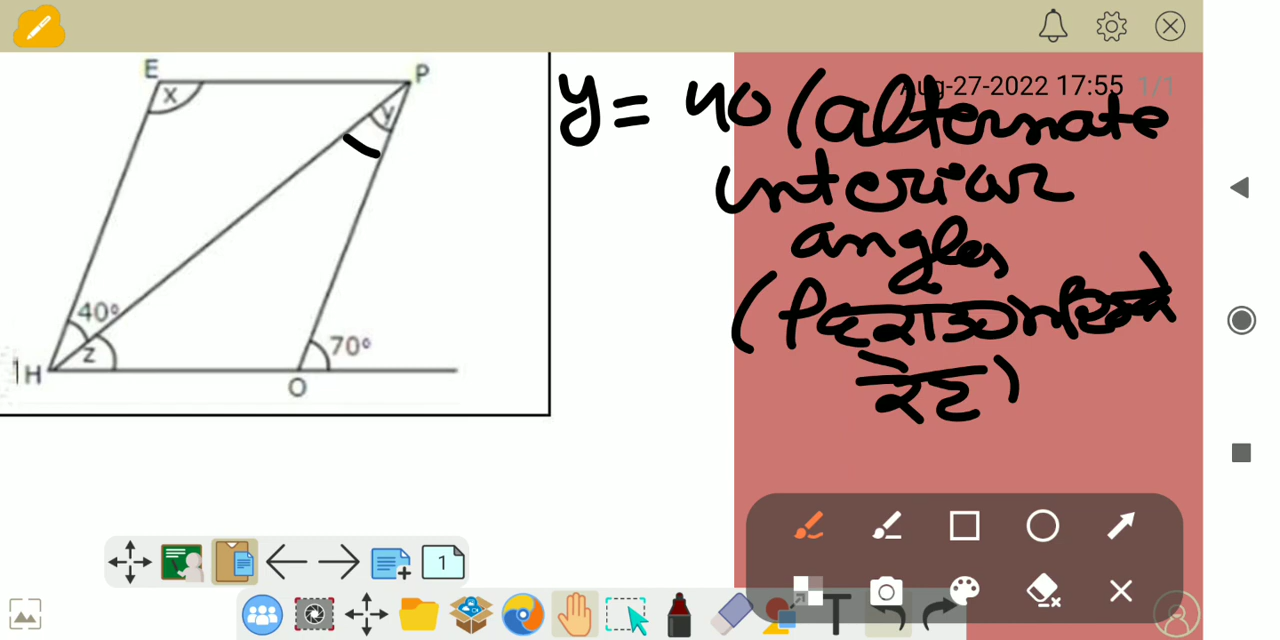 E
P
x
y
40°
z
70°
H
O
Aug-27-2022 17:55 1/1
y = 40 (alternate
interior
angles
1
T